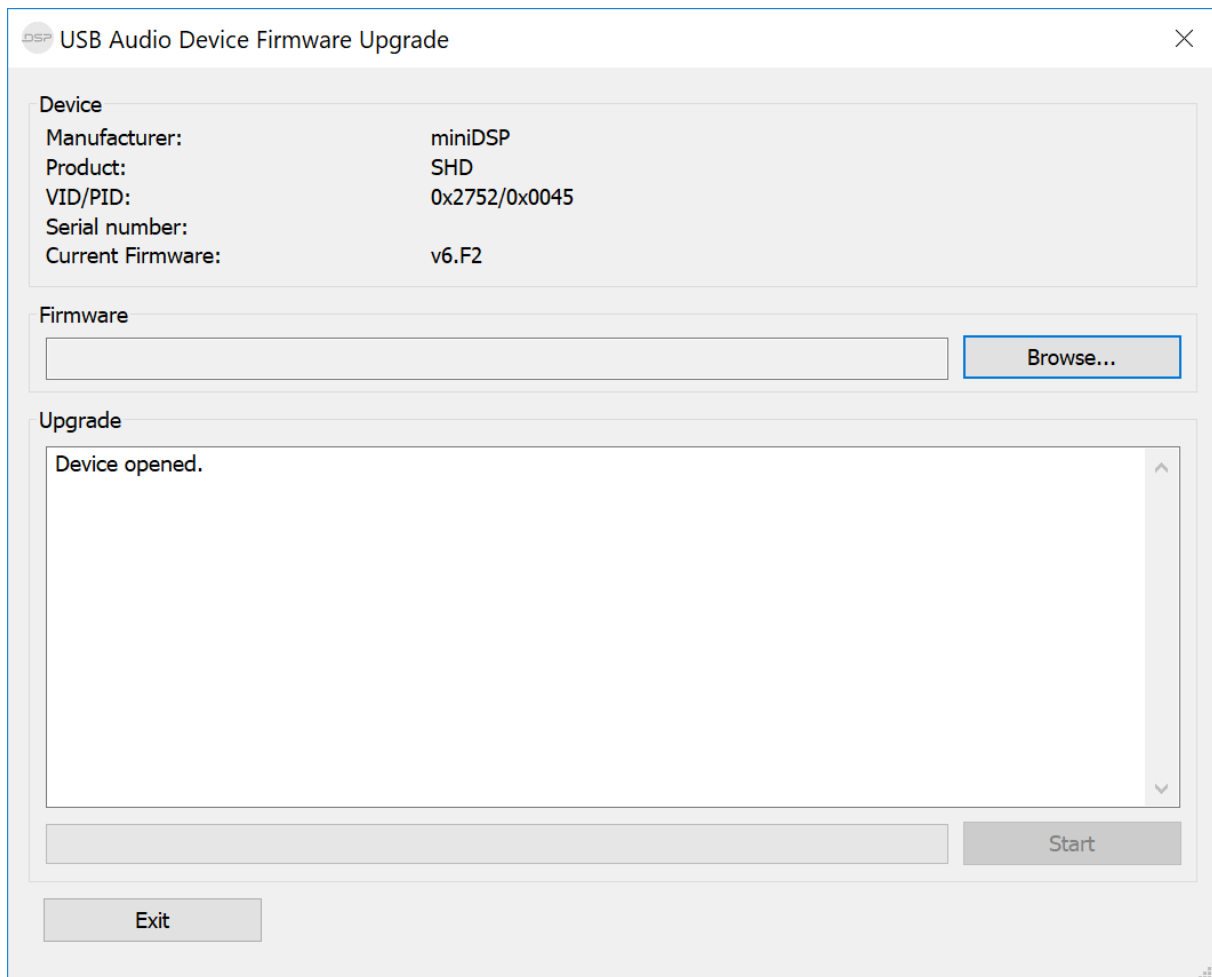 DSP USB Audio Device Firmware Upgrade
Device
Manufacturer: miniDSP
Product: SHD
VID/PID: 0x2752/0x0045
Serial number:
Current Firmware: v6.F2
Firmware
Browse...
Upgrade
Device opened.
Start
Exit